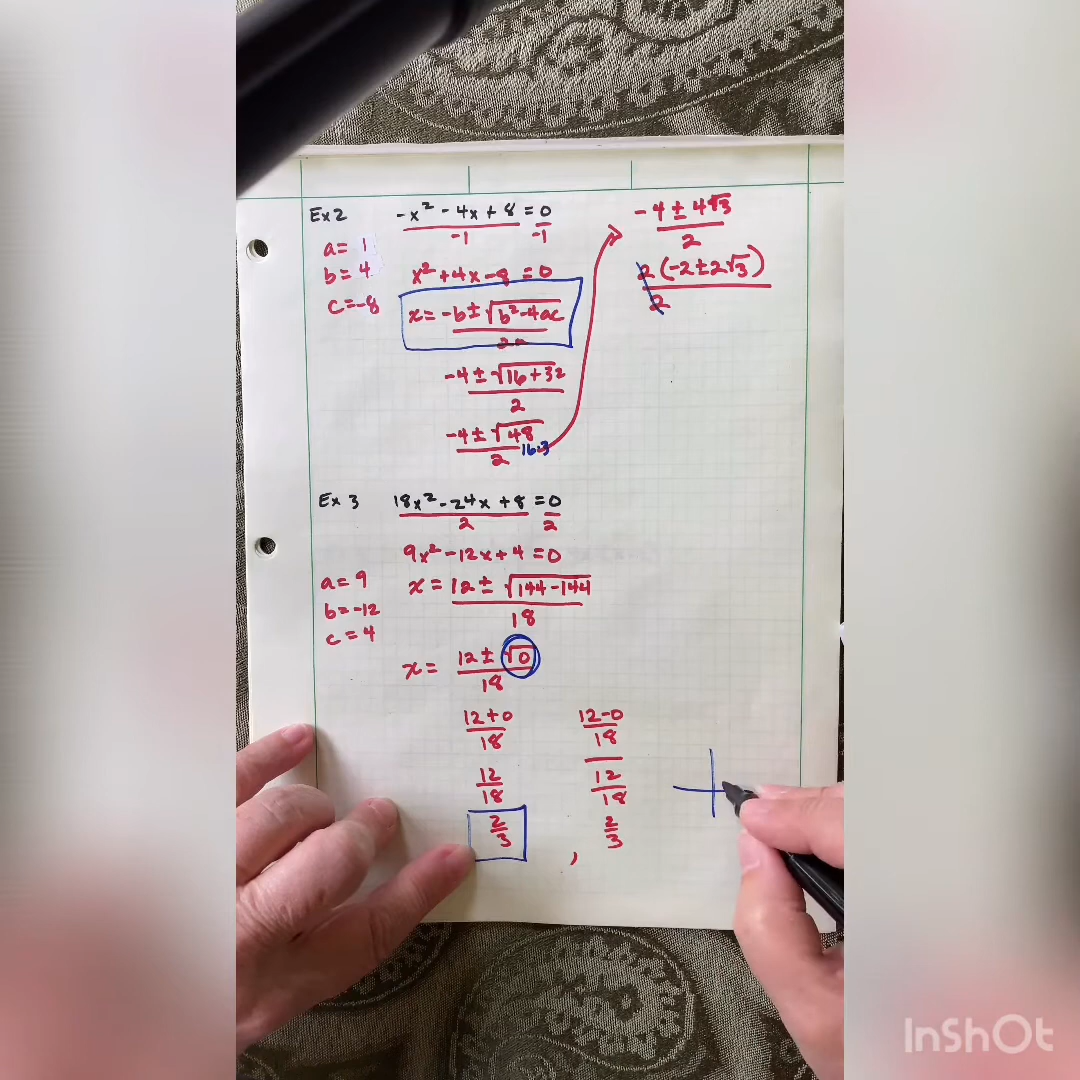 Ex 2 -x² - 4x + 8 = 0
-1 -1
a = 1
b = 4
c = -8
x² + 4x - 8 = 0
x = -b ± √b² - 4ac
2a
-4 ± √16 + 32
2
-4 ± √48
2 16·3
-4 ± 4√3
2
2(-2 ± 2√3)
2
Ex 3 18x² - 24x + 8 = 0
2 2
9x² - 12x + 4 = 0
a = 9
b = -12
c = 4
x = 12 ± √144 - 144
18
x = 12 ± √0
18
12 + 0 12 - 0
18 18
12 12
18 18
2 , 2
3 3
InShOt